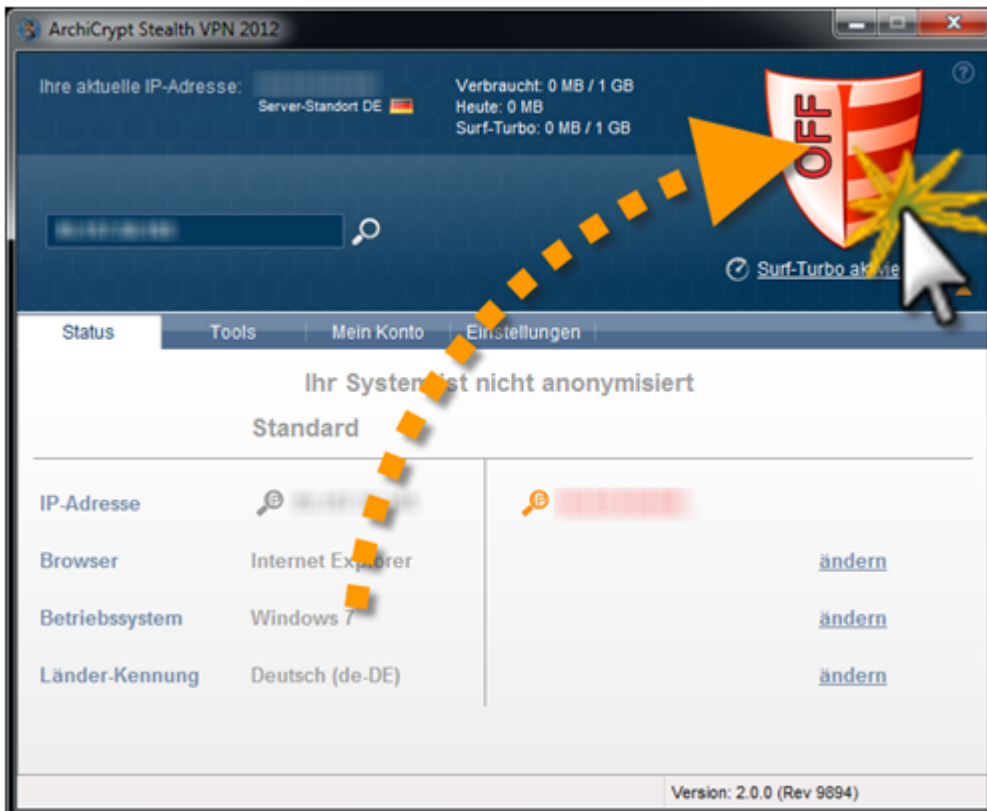 ArchiCrypt Stealth VPN 2012
Ihre aktuelle IP-Adresse:
Server-Standort DE
Verbraucht: 0 MB / 1 GB
Heute: 0 MB
Surf-Turbo: 0 MB / 1 GB
OFF
Surf-Turbo
Status Tools Mein Konto Einstellungen
Ihr System ist nicht anonymisiert
Standard
IP-Adresse
Browser Internet Explorer ändern
Betriebssystem Windows 7 ändern
Länder-Kennung Deutsch (de-DE) ändern
Version: 2.0.0 (Rev 9894)